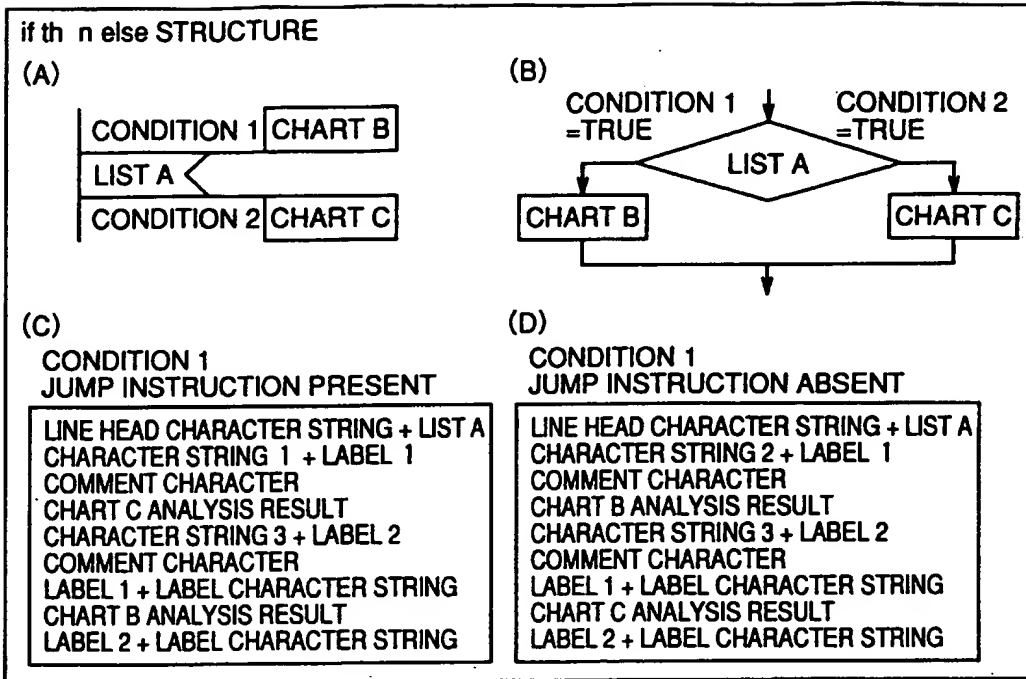 if th n else STRUCTURE
(A)
CONDITION 1 CHART B
LIST A
CONDITION 2 CHART C
(B)
CONDITION 1
=TRUE
CONDITION 2
=TRUE
LIST A
CHART B
CHART C
(C)
CONDITION 1
JUMP INSTRUCTION PRESENT
LINE HEAD CHARACTER STRING + LIST A
CHARACTER STRING 1 + LABEL 1
COMMENT CHARACTER
CHART C ANALYSIS RESULT
CHARACTER STRING 3 + LABEL 2
COMMENT CHARACTER
LABEL 1 + LABEL CHARACTER STRING
CHART B ANALYSIS RESULT
LABEL 2 + LABEL CHARACTER STRING
(D)
CONDITION 1
JUMP INSTRUCTION ABSENT
LINE HEAD CHARACTER STRING + LIST A
CHARACTER STRING 2 + LABEL 1
COMMENT CHARACTER
CHART B ANALYSIS RESULT
CHARACTER STRING 3 + LABEL 2
COMMENT CHARACTER
LABEL 1 + LABEL CHARACTER STRING
CHART C ANALYSIS RESULT
LABEL 2 + LABEL CHARACTER STRING